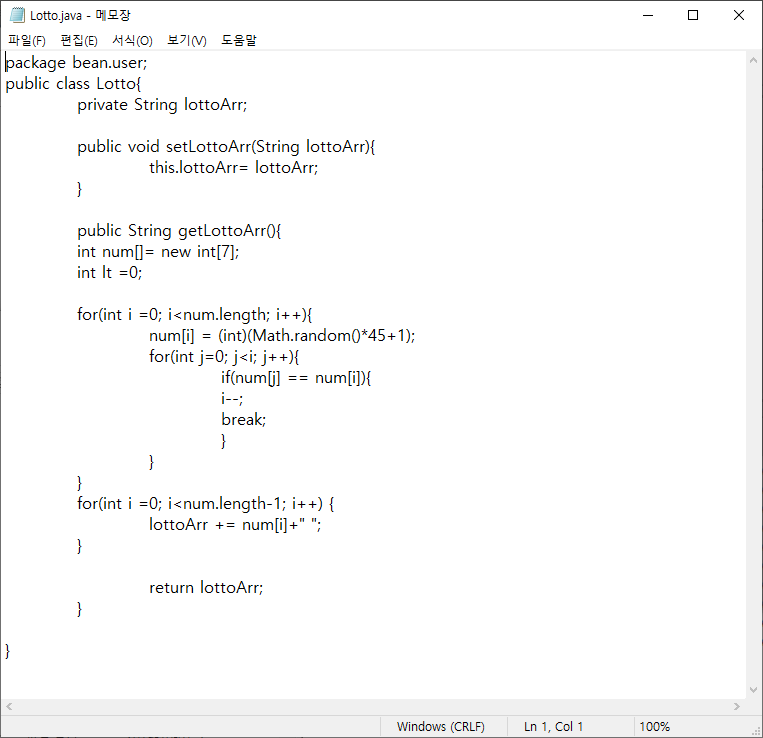 Lotto.java - 메모장
파일(F) 편집(E) 서식(O) 보기(V) 도움말
package bean.user;
public class Lotto{
private String lottoArr;
public void setLottoArr(String lottoArr){
this.lottoArr= lottoArr;
}
public String getLottoArr(){
int num[]= new int[7];
int lt =0;
for(int i =0; i<num.length; i++){
num[i] = (int)(Math.random()*45+1);
for(int j=0; j<i; j++){
if(num[j] == num[i]){
i--;
break;
}
}
}
for(int i =0; i<num.length-1; i++) {
lottoArr += num[i]+" ";
}
return lottoArr;
}
}
Windows (CRLF) Ln 1, Col 1 100%